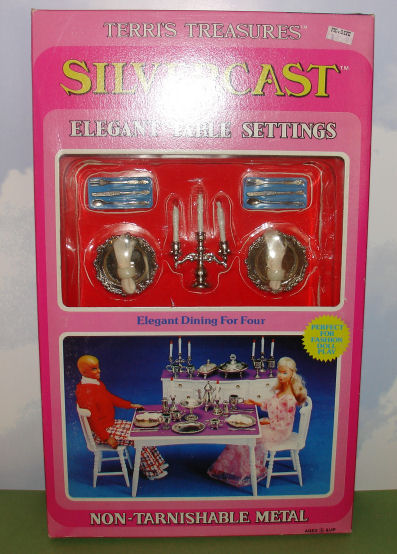 TERRI'S TREASURES™
SILVERCAST™
ELEGANT TABLE SETTINGS
Elegant Dining For Four
PERFECT
FOR
FASHION
DOLL
PLAY
NON-TARNISHABLE METAL